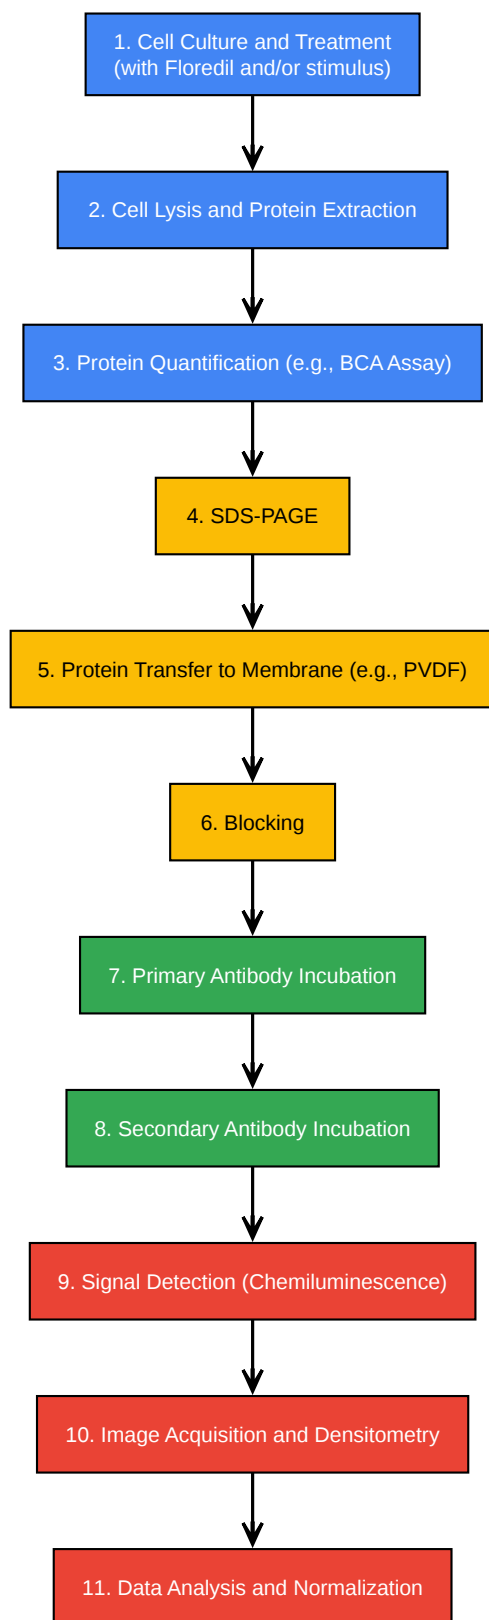 1. Cell Culture and Treatment
(with Floredil and/or stimulus)
2. Cell Lysis and Protein Extraction
3. Protein Quantification (e.g., BCA Assay)
4. SDS-PAGE
5. Protein Transfer to Membrane (e.g., PVDF)
6. Blocking
7. Primary Antibody Incubation
8. Secondary Antibody Incubation
9. Signal Detection (Chemiluminescence)
10. Image Acquisition and Densitometry
11. Data Analysis and Normalization